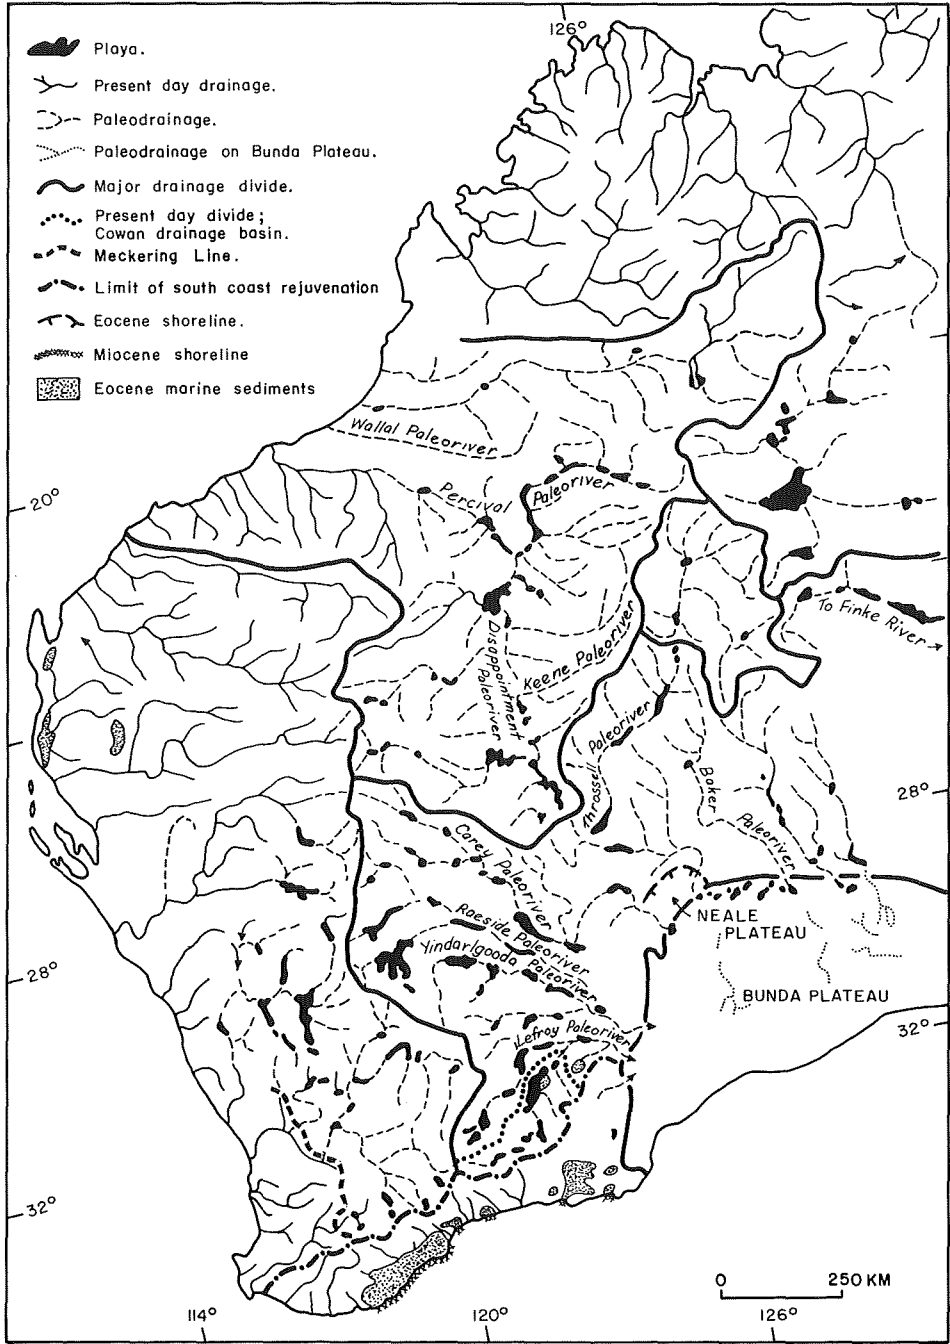 126°
Playa.
Present day drainage.
Paleodrainage.
Paleodrainage on Bunda Plateau.
Major drainage divide.
Present day divide;
Cowan drainage basin.
Meckering Line.
Limit of south coast rejuvenation
Eocene shoreline.
Miocene shoreline
Eocene marine sediments
Wallal Paleoriver
20°
Percival Paleoriver
To Finke River
Disappointment
Paleoriver
Keene Paleoriver
Throssell Paleoriver
Baker Paleoriver
28°
Carey Paleoriver
Raeside Paleoriver
Yindarlgooda Paleoriver
NEALE
PLATEAU
28°
BUNDA PLATEAU
Lefroy Paleoriver
32°
32°
0 250 KM
114°
120°
126°